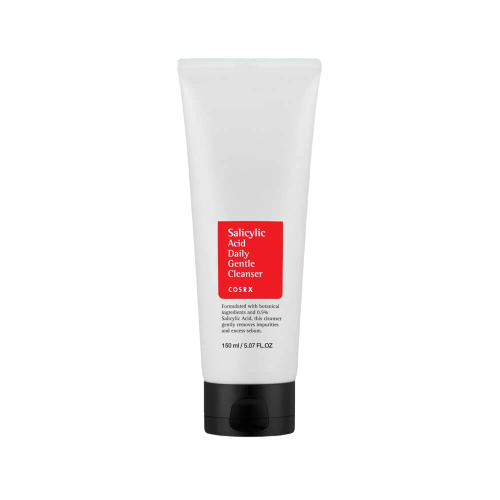 Salicylic
Acid
Daily
Gentle
Cleanser
COSRX
Formulated with botanical
ingredients and 0.5%
Salicylic Acid, this cleanser
gently removes impurities
and excess sebum.
150 ml / 5.07 FL.OZ